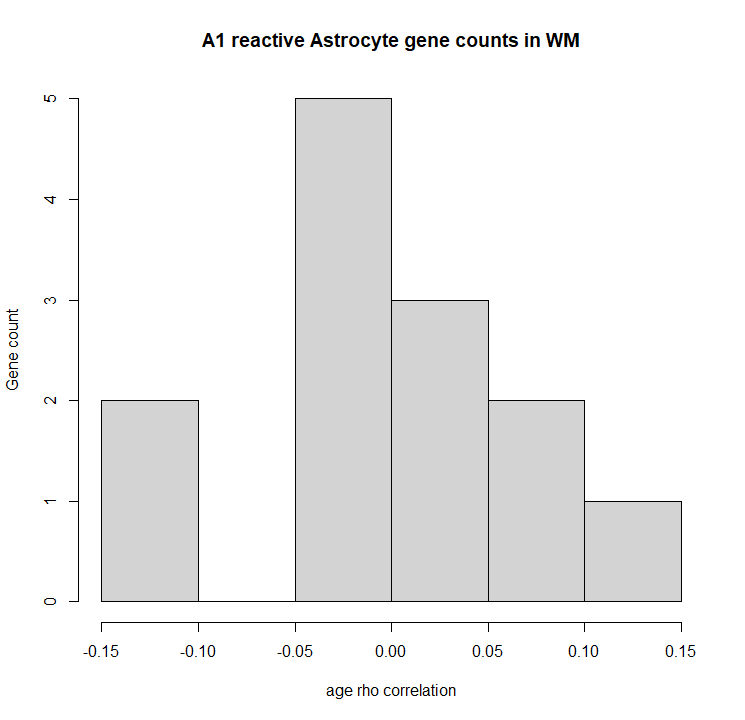 A1 reactive Astrocyte gene counts in WM
5
4
3
2
1
0
Gene count
-0.15 -0.10 -0.05 0.00 0.05 0.10 0.15
age rho correlation